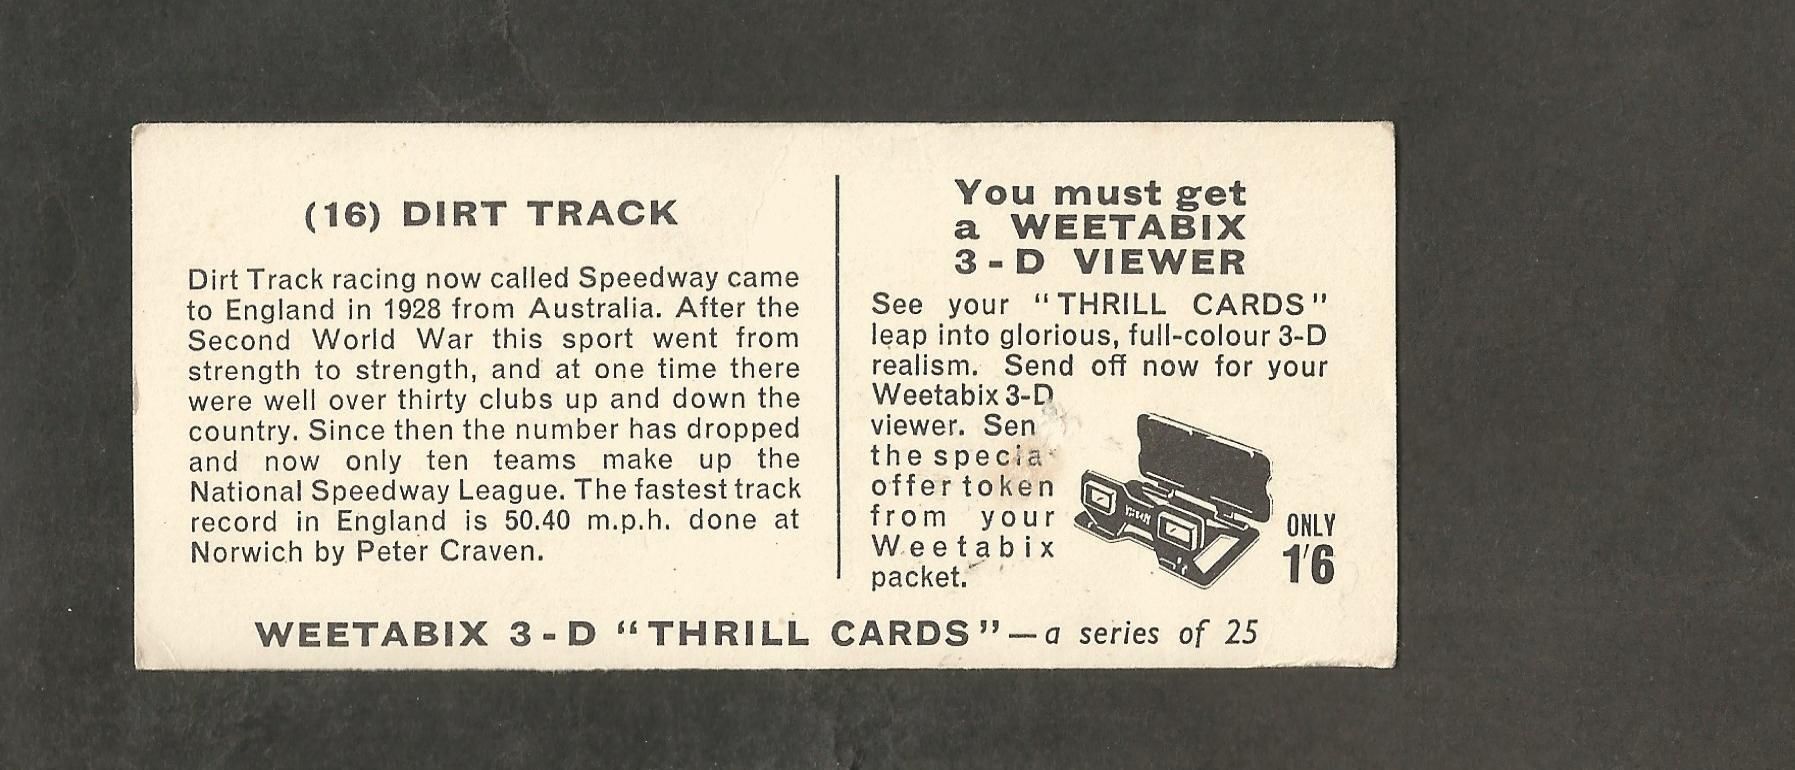 (16) DIRT TRACK
Dirt Track racing now called Speedway came
to England in 1928 from Australia. After the
Second World War this sport went from
strength to strength, and at one time there
were well over thirty clubs up and down the
country. Since then the number has dropped
and now only ten teams make up the
National Speedway League. The fastest track
record in England is 50.40 m.p.h. done at
Norwich by Peter Craven.
You must get
a WEETABIX
3-D VIEWER
See your "THRILL CARDS"
leap into glorious, full-colour 3-D
realism. Send off now for your
Weetabix 3-D
viewer. Sen
the specia
offer token
from your
Weetabix
packet.
ONLY
1'6
WEETABIX 3-D "THRILL CARDS"—a series of 25